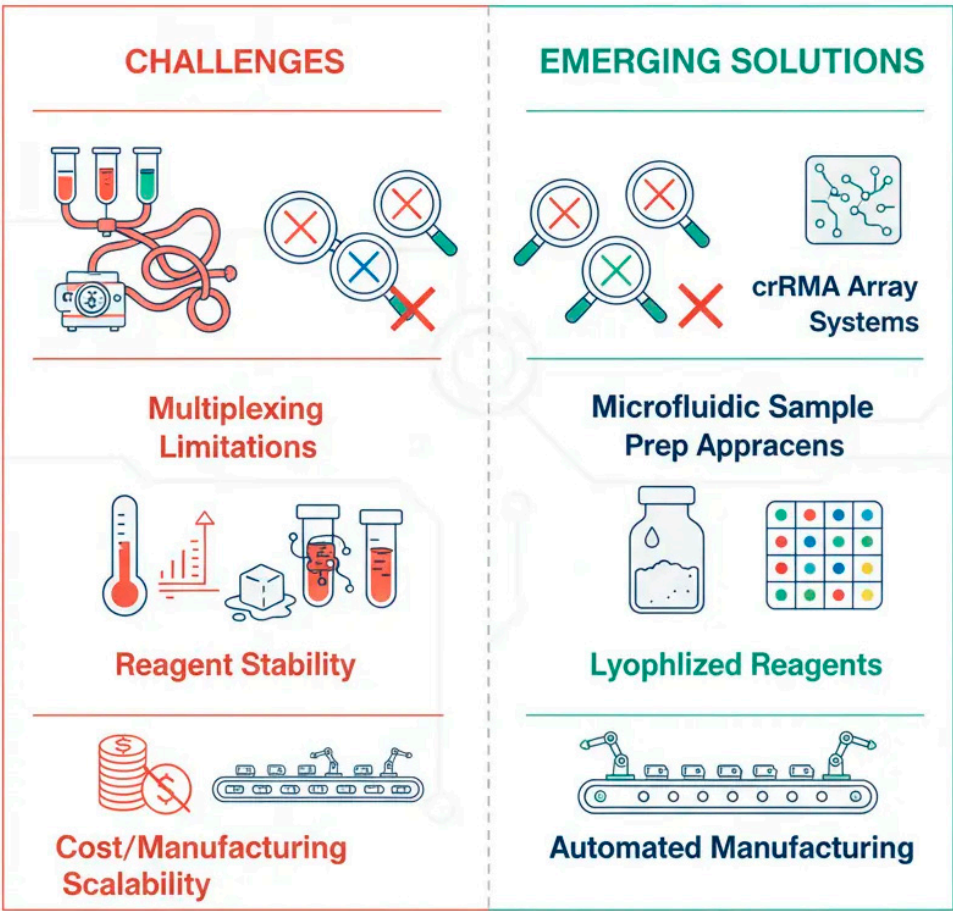 CHALLENGES
Multiplexing
Limitations
Reagent Stability
Cost/Manufacturing
Scalability
EMERGING SOLUTIONS
crRMA Array
Systems
Microfluidic Sample
Prep Appracens
Lyophlized Reagents
Automated Manufacturing